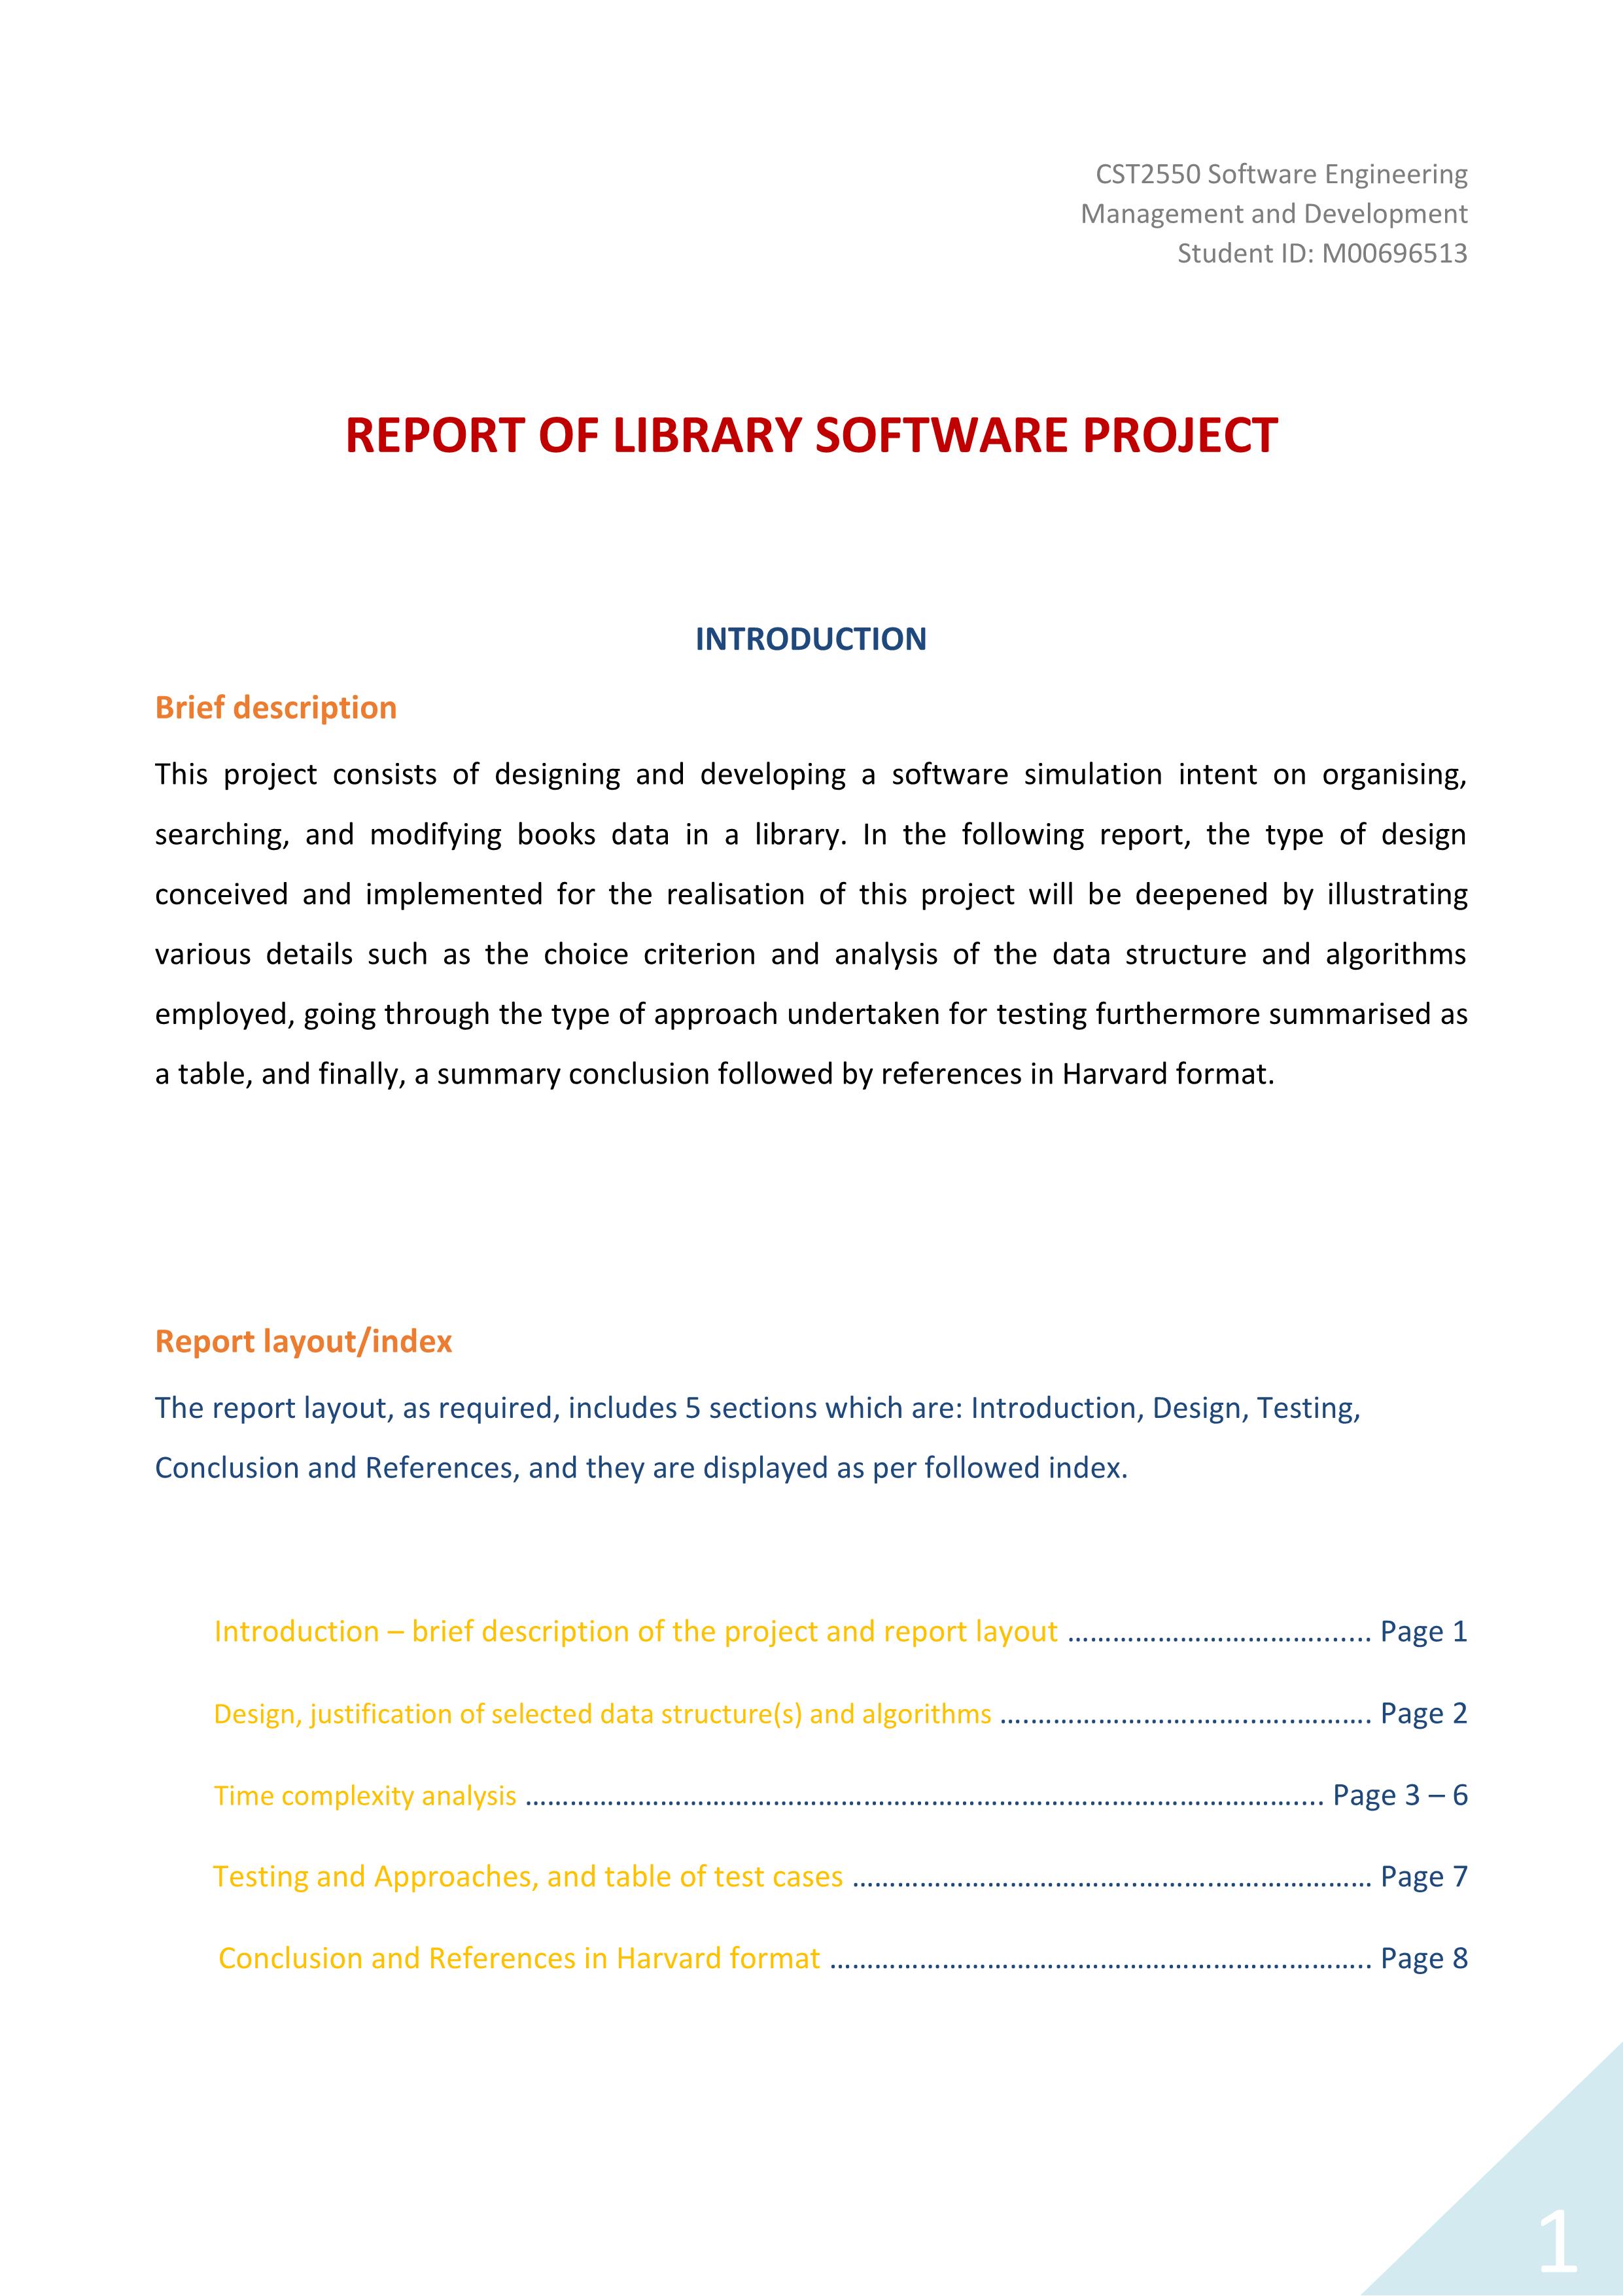 CST2550 Software Engineering
Management and Development
Student ID: M00696513
REPORT OF LIBRARY SOFTWARE PROJECT
INTRODUCTION
Brief description
This project consists of designing and developing a software simulation intent on organising,
searching, and modifying books data in a library. In the following report, the type of design
conceived and implemented for the realisation of this project will be deepened by illustrating
various details such as the choice criterion and analysis of the data structure and algorithms
employed, going through the type of approach undertaken for testing furthermore summarised as
a table, and finally, a summary conclusion followed by references in Harvard format.
Report layout/index
The report layout, as required, includes 5 sections which are: Introduction, Design, Testing,
Conclusion and References, and they are displayed as per followed index.
Introduction – brief description of the project and report layout ………………………………….... Page 1
Design, justification of selected data structure(s) and algorithms ….………………….……..…..………. Page 2
Time complexity analysis ………………………………………………………………………………………….... Page 3 – 6
Testing and Approaches, and table of test cases ………………………………..……….………………… Page 7
Conclusion and References in Harvard format ……………………………………………………….……….. Page 8
1